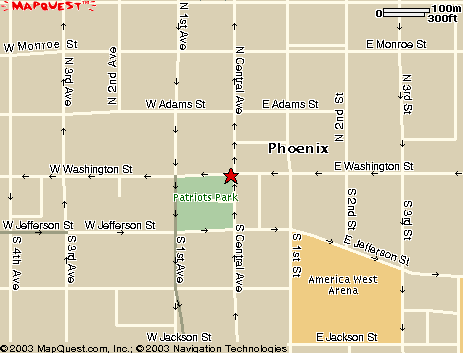 MAPQUEST™
0 100m
300ft
N 1st Ave
W Monroe St
E Monroe St
N 3rd Ave
N 2nd Ave
N Central Ave
N 2nd St
N 3rd St
W Adams St
E Adams St
Phoenix
W Washington St
E Washington St
Patriots Park
W Jefferson St
W Jefferson St
E Jefferson St
S 4th Ave
S 3rd Ave
S 1st Ave
S Central Ave
S 1st St
S 2nd St
S 3rd St
America West
Arena
W Jackson St
E Jackson St
©2003 MapQuest.com, Inc.; ©2003 Navigation Technologies